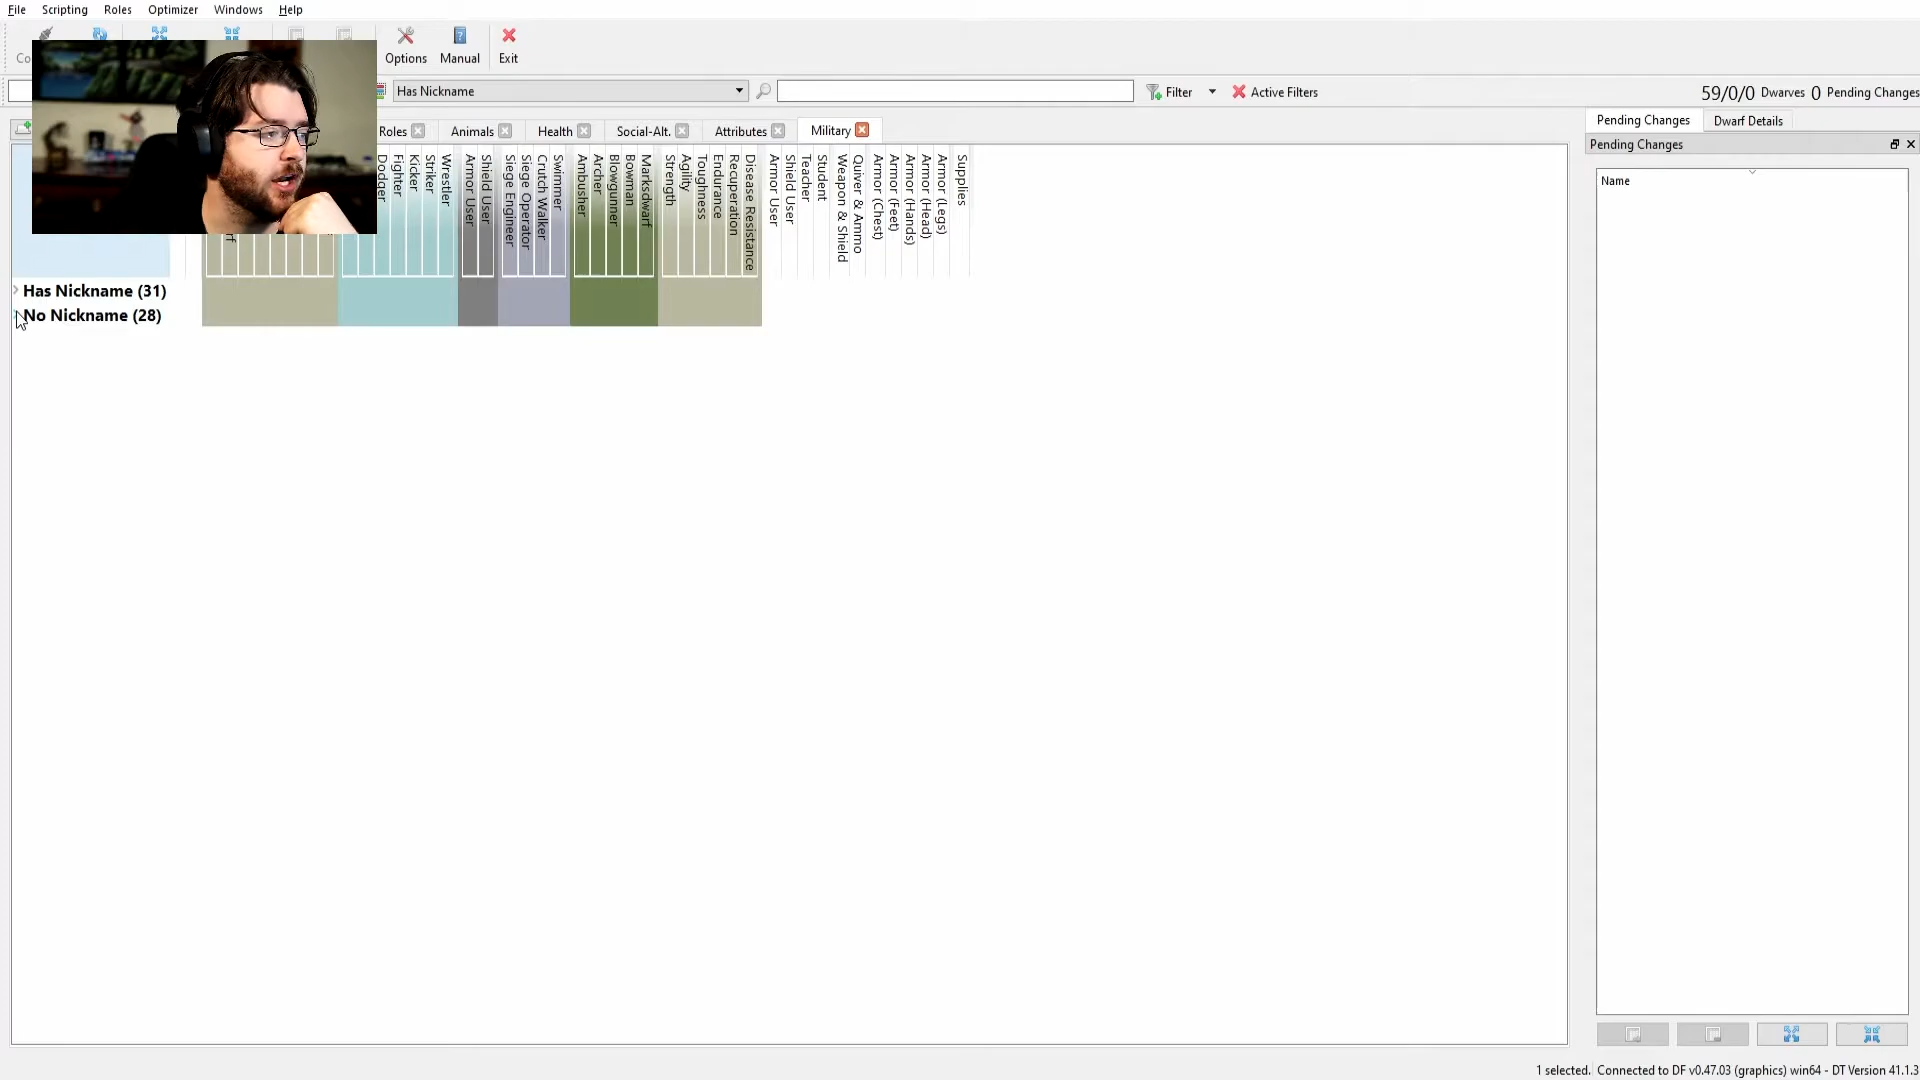 File Scripting Roles Optimizer Windows Help
Co Options Manual Exit
Has Nickname Filter Active Filters 59/0/0 Dwarves 0 Pending Changes
Roles Animals Health Social-Alt. Attributes Military
Pending Changes Dwarf Details
Pending Changes
Name
Dodger
Fighter
Kicker
Striker
Wrestler
Armor User
Shield User
Siege Engineer
Siege Operator
Crutch Walker
Swimmer
Ambusher
Archer
Blowgunner
Bowman
Marksdwarf
Strength
Agility
Toughness
Endurance
Recuperation
Disease Resistance
Armor User
Shield User
Teacher
Student
Weapon & Shield
Quiver & Ammo
Armor (Chest)
Armor (Feet)
Armor (Hands)
Armor (Head)
Armor (Legs)
Supplies
Has Nickname (31)
No Nickname (28)
1 selected. Connected to DF v0.47.03 (graphics) win64 - DT Version 41.1.3